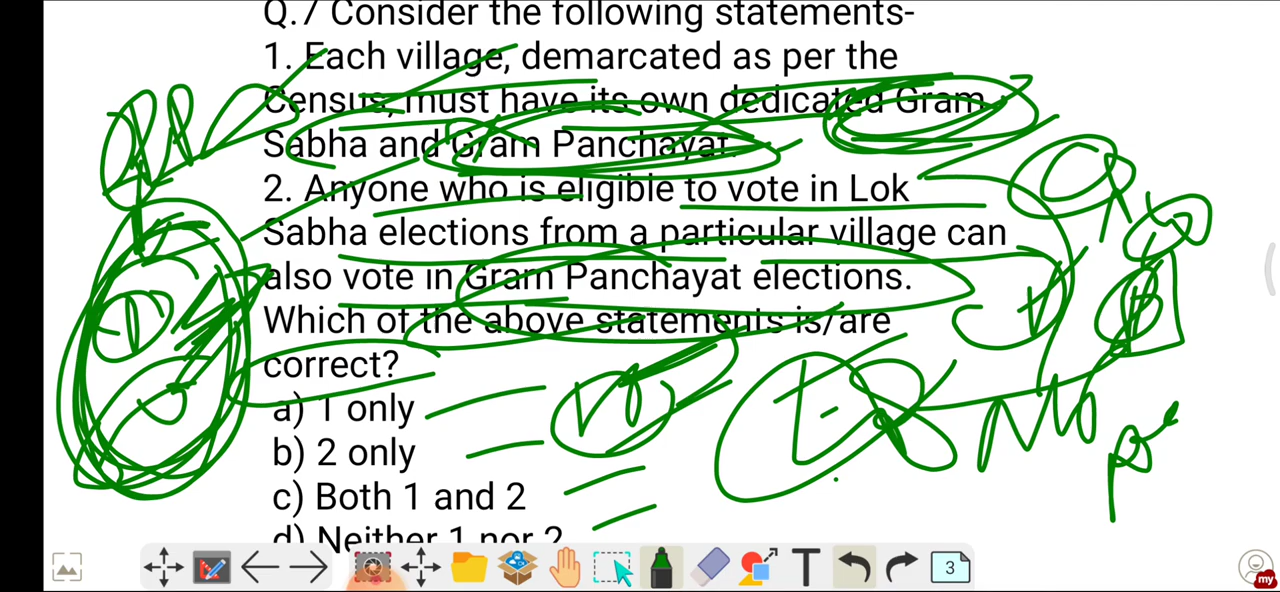 Q.7 Consider the following statements-
1. Each village, demarcated as per the
Census, must have its own dedicated Gram
Sabha and Gram Panchayat.
2. Anyone who is eligible to vote in Lok
Sabha elections from a particular village can
also vote in Gram Panchayat elections.
Which of the above statements is/are
correct?
a) 1 only
b) 2 only
c) Both 1 and 2
d) Neither 1 nor 2
T
3
my